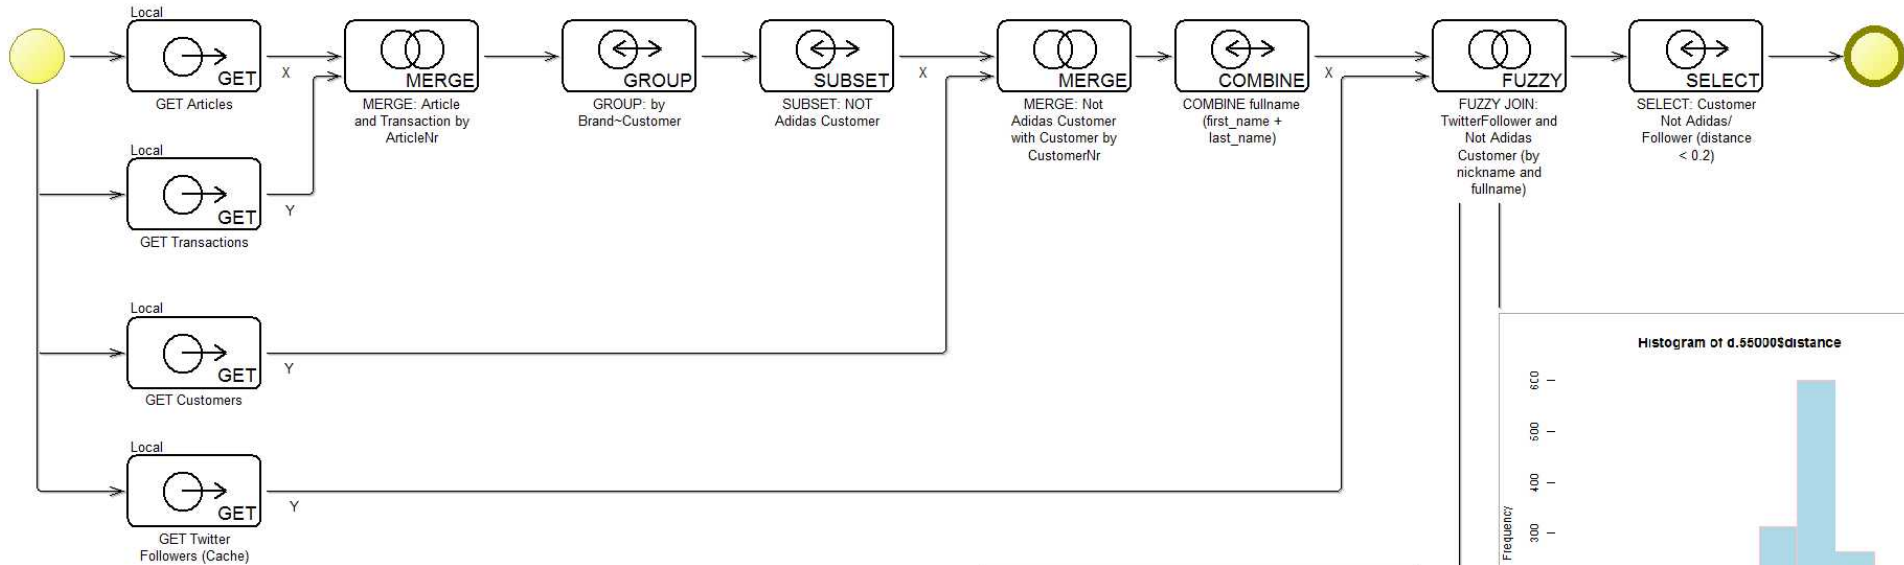 Local
GET
GET Articles
X
MERGE
MERGE: Article
and Transaction by
ArticleNr
GROUP
GROUP: by
Brand~Customer
SUBSET
SUBSET: NOT
Adidas Customer
X
MERGE
MERGE: Not
Adidas Customer
with Customer by
CustomerNr
COMBINE
COMBINE fullname
(first_name +
last_name)
X
FUZZY
FUZZY JOIN:
TwitterFollower and
Not Adidas
Customer (by
nickname and
fullname)
SELECT
SELECT: Customer
Not Adidas/
Follower (distance
< 0.2)
Local
GET
GET Transactions
Y
Local
GET
GET Customers
Y
Local
GET
GET Twitter
Followers (Cache)
Y
Histogram of d.55000$distance
600
500
400
300
Frequency